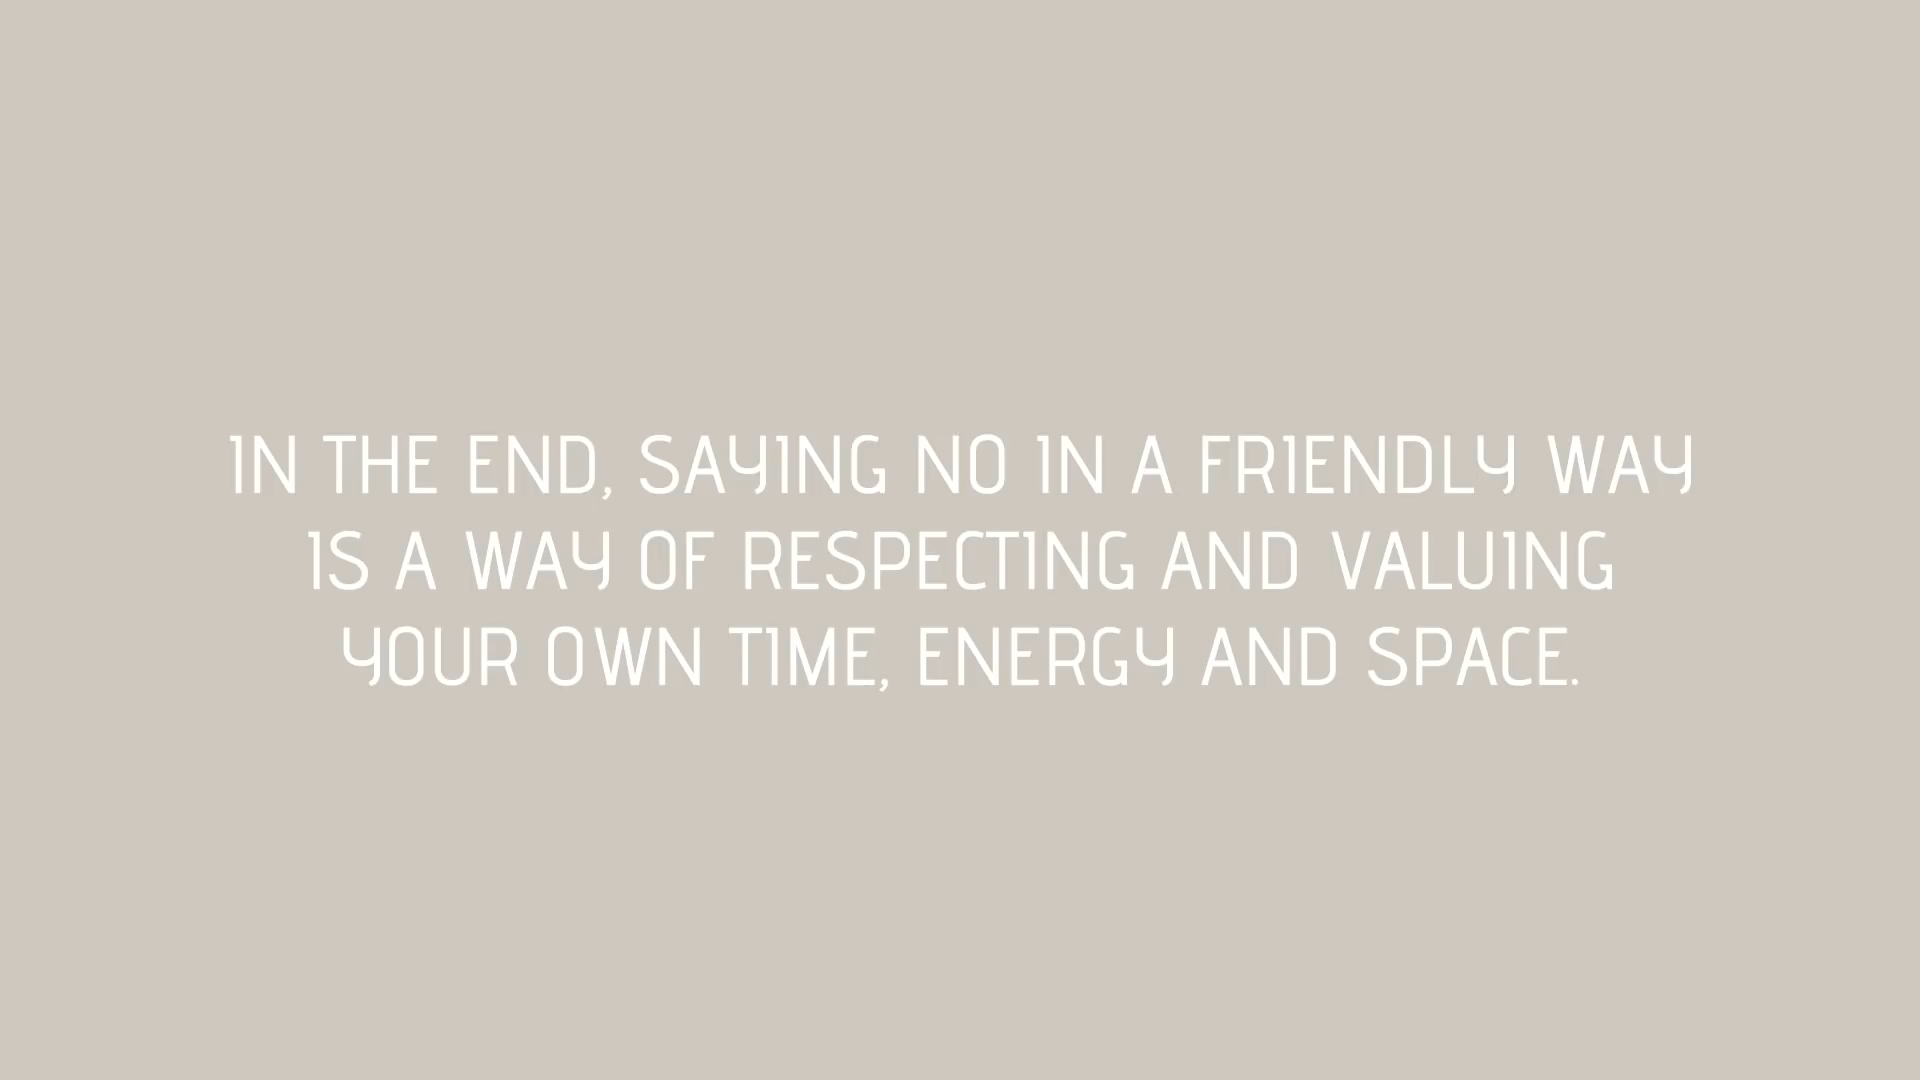 IN THE END, SAYING NO IN A FRIENDLY WAY
IS A WAY OF RESPECTING AND VALUING
YOUR OWN TIME, ENERGY AND SPACE.